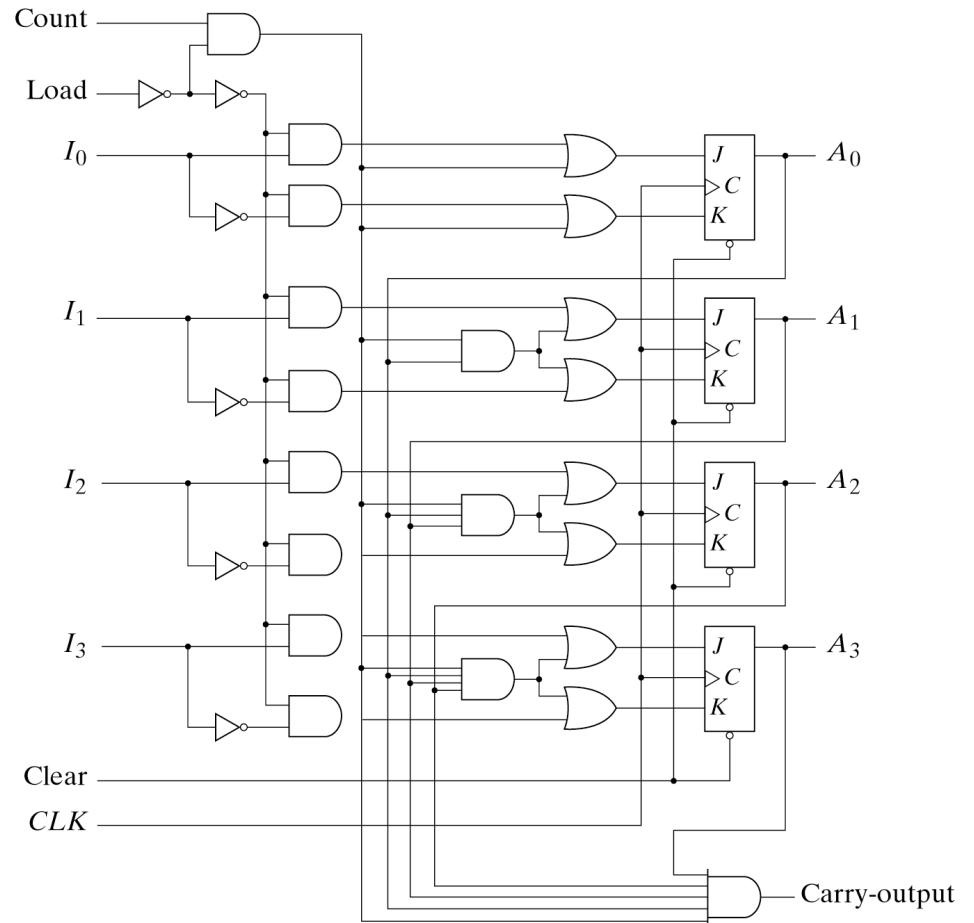 Count
Load
I₀
J
A₀
C
K
I₁
J
A₁
C
K
I₂
J
A₂
C
K
I₃
J
A₃
C
K
Clear
CLK
Carry-output